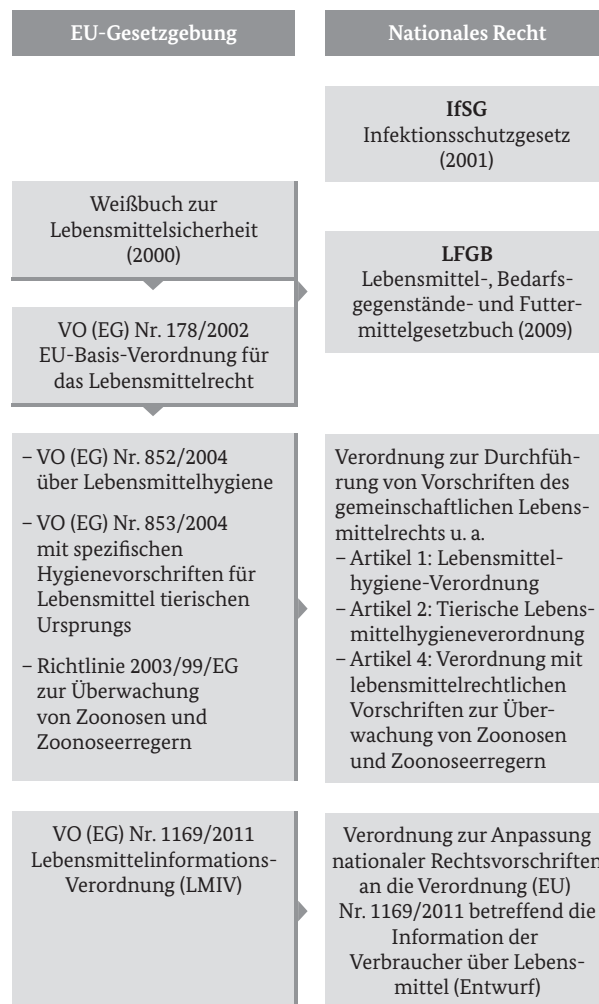 EU-Gesetzgebung
Nationales Recht
IfSG
Infektionsschutzgesetz
(2001)
Weißbuch zur
Lebensmittelsicherheit
(2000)
LFGB
Lebensmittel-, Bedarfs-
gegenstände- und Futter-
mittelgesetzbuch (2009)
VO (EG) Nr. 178/2002
EU-Basis-Verordnung für
das Lebensmittelrecht
– VO (EG) Nr. 852/2004
über Lebensmittelhygiene
– VO (EG) Nr. 853/2004
mit spezifischen
Hygienevorschriften für
Lebensmittel tierischen
Ursprungs
– Richtlinie 2003/99/EG
zur Überwachung
von Zoonosen und
Zoonoseerregern
Verordnung zur Durchfüh-
rung von Vorschriften des
gemeinschaftlichen Lebens-
mittelrechts u. a.
– Artikel 1: Lebensmittel-
hygiene-Verordnung
– Artikel 2: Tierische Lebens-
mittelhygieneverordnung
– Artikel 4: Verordnung mit
lebensmittelrechtlichen
Vorschriften zur Über-
wachung von Zoonosen
und Zoonoseerregern
VO (EG) Nr. 1169/2011
Lebensmittelinformations-
Verordnung (LMIV)
Verordnung zur Anpassung
nationaler Rechtsvorschriften
an die Verordnung (EU)
Nr. 1169/2011 betreffend die
Information der
Verbraucher über Lebens-
mittel (Entwurf)